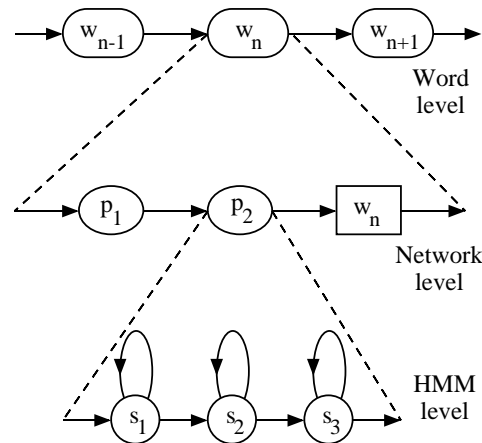 w_{n-1} w_n w_{n+1}
Word
level
p_1 p_2 w_n
Network
level
HMM
level
s_1 s_2 s_3